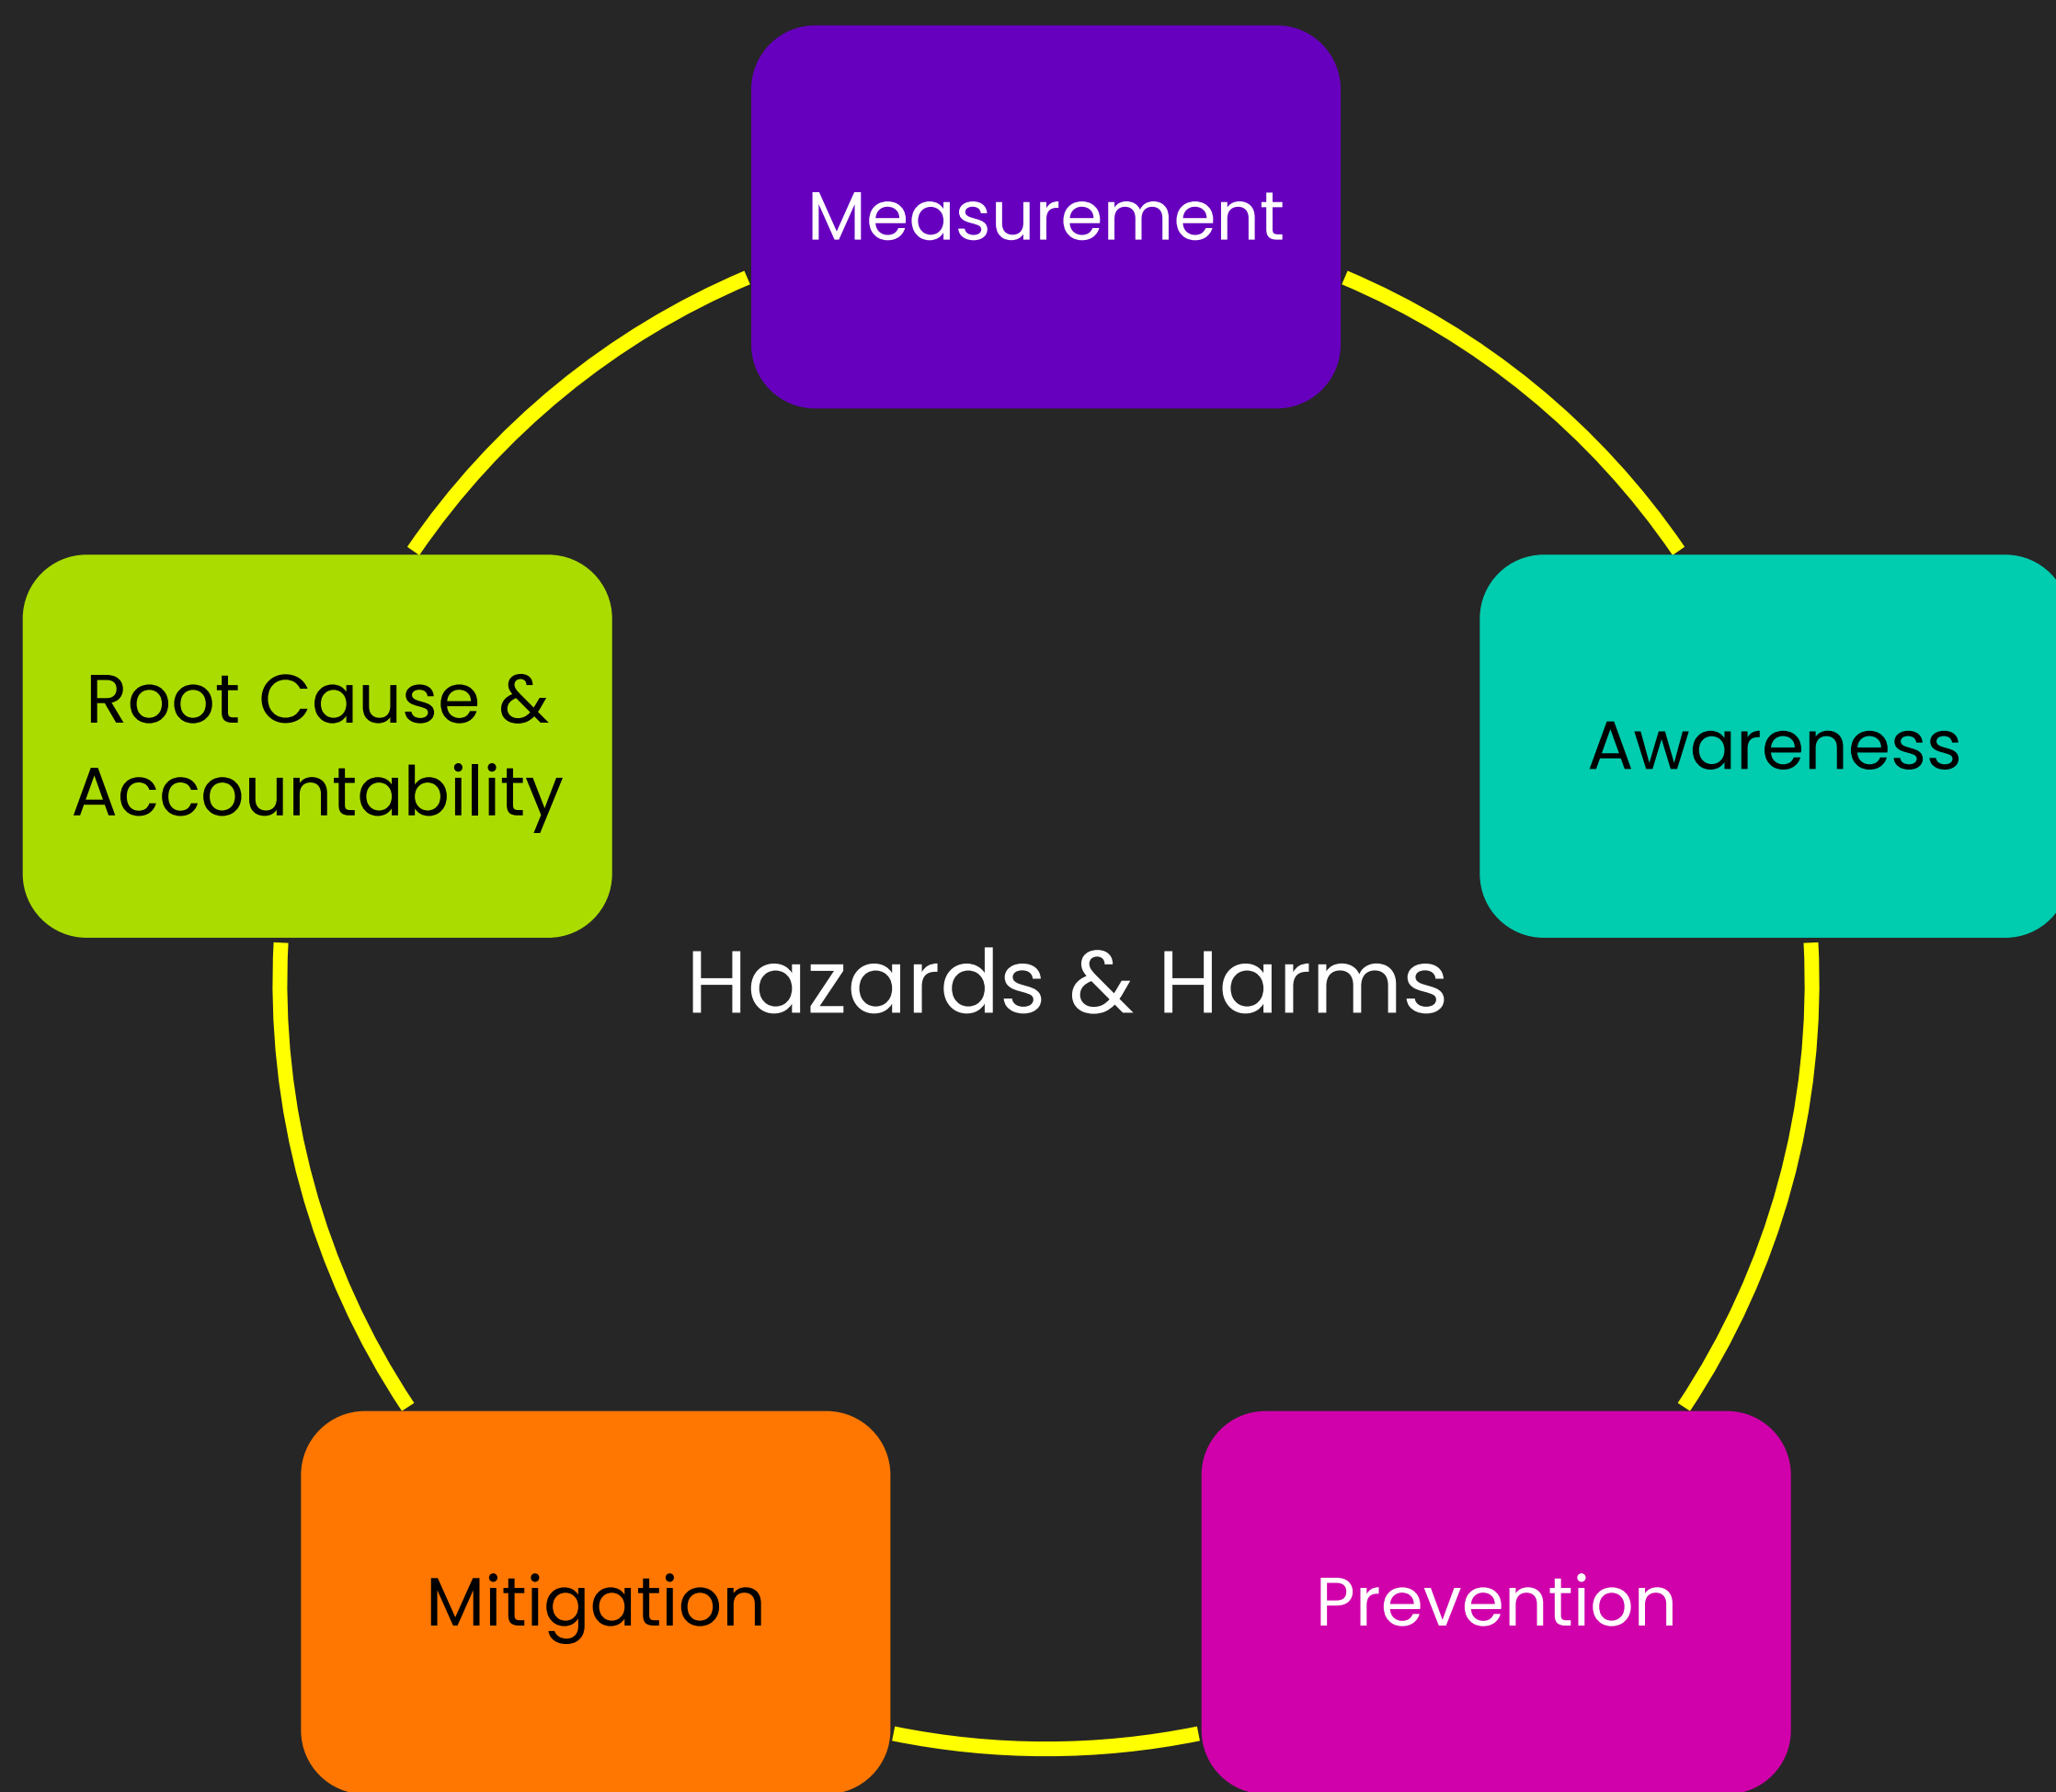 Measurement
Root Cause &
Accountability
Awareness
Hazards & Harms
Mitigation
Prevention